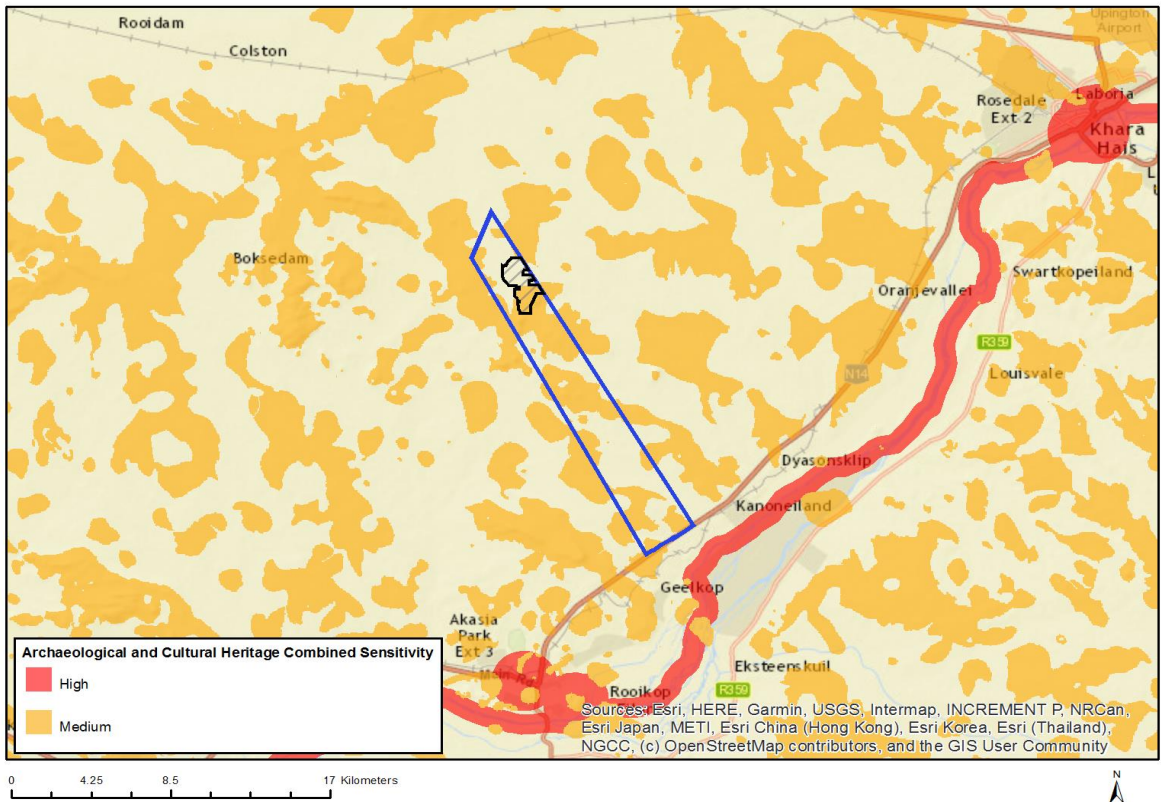 Rooidam
Colston
Upington
Airport
Rosedale
Ext 2
Laboria
Khara
Hais
Boksedam
Swartkopeiland
Oranjevallei
R359
N14
Louisvale
Dyasonsklip
Kanoneiland
Geelkop
Akasia
Park
Ext 3
Main Rd
Eksteenskuil
Rooikop
R359
Archaeological and Cultural Heritage Combined Sensitivity
High
Medium
Sources: Esri, HERE, Garmin, USGS, Intermap, INCREMENT P, NRCan,
Esri Japan, METI, Esri China (Hong Kong), Esri Korea, Esri (Thailand),
NGCC, (c) OpenStreetMap contributors, and the GIS User Community
0 4.25 8.5 17 Kilometers
N